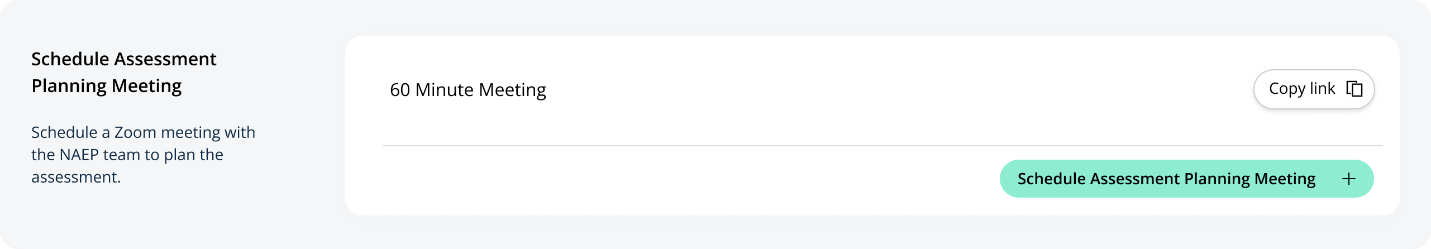 Schedule Assessment
Planning Meeting
Schedule a Zoom meeting with
the NAEP team to plan the
assessment.
60 Minute Meeting
Copy link
Schedule Assessment Planning Meeting